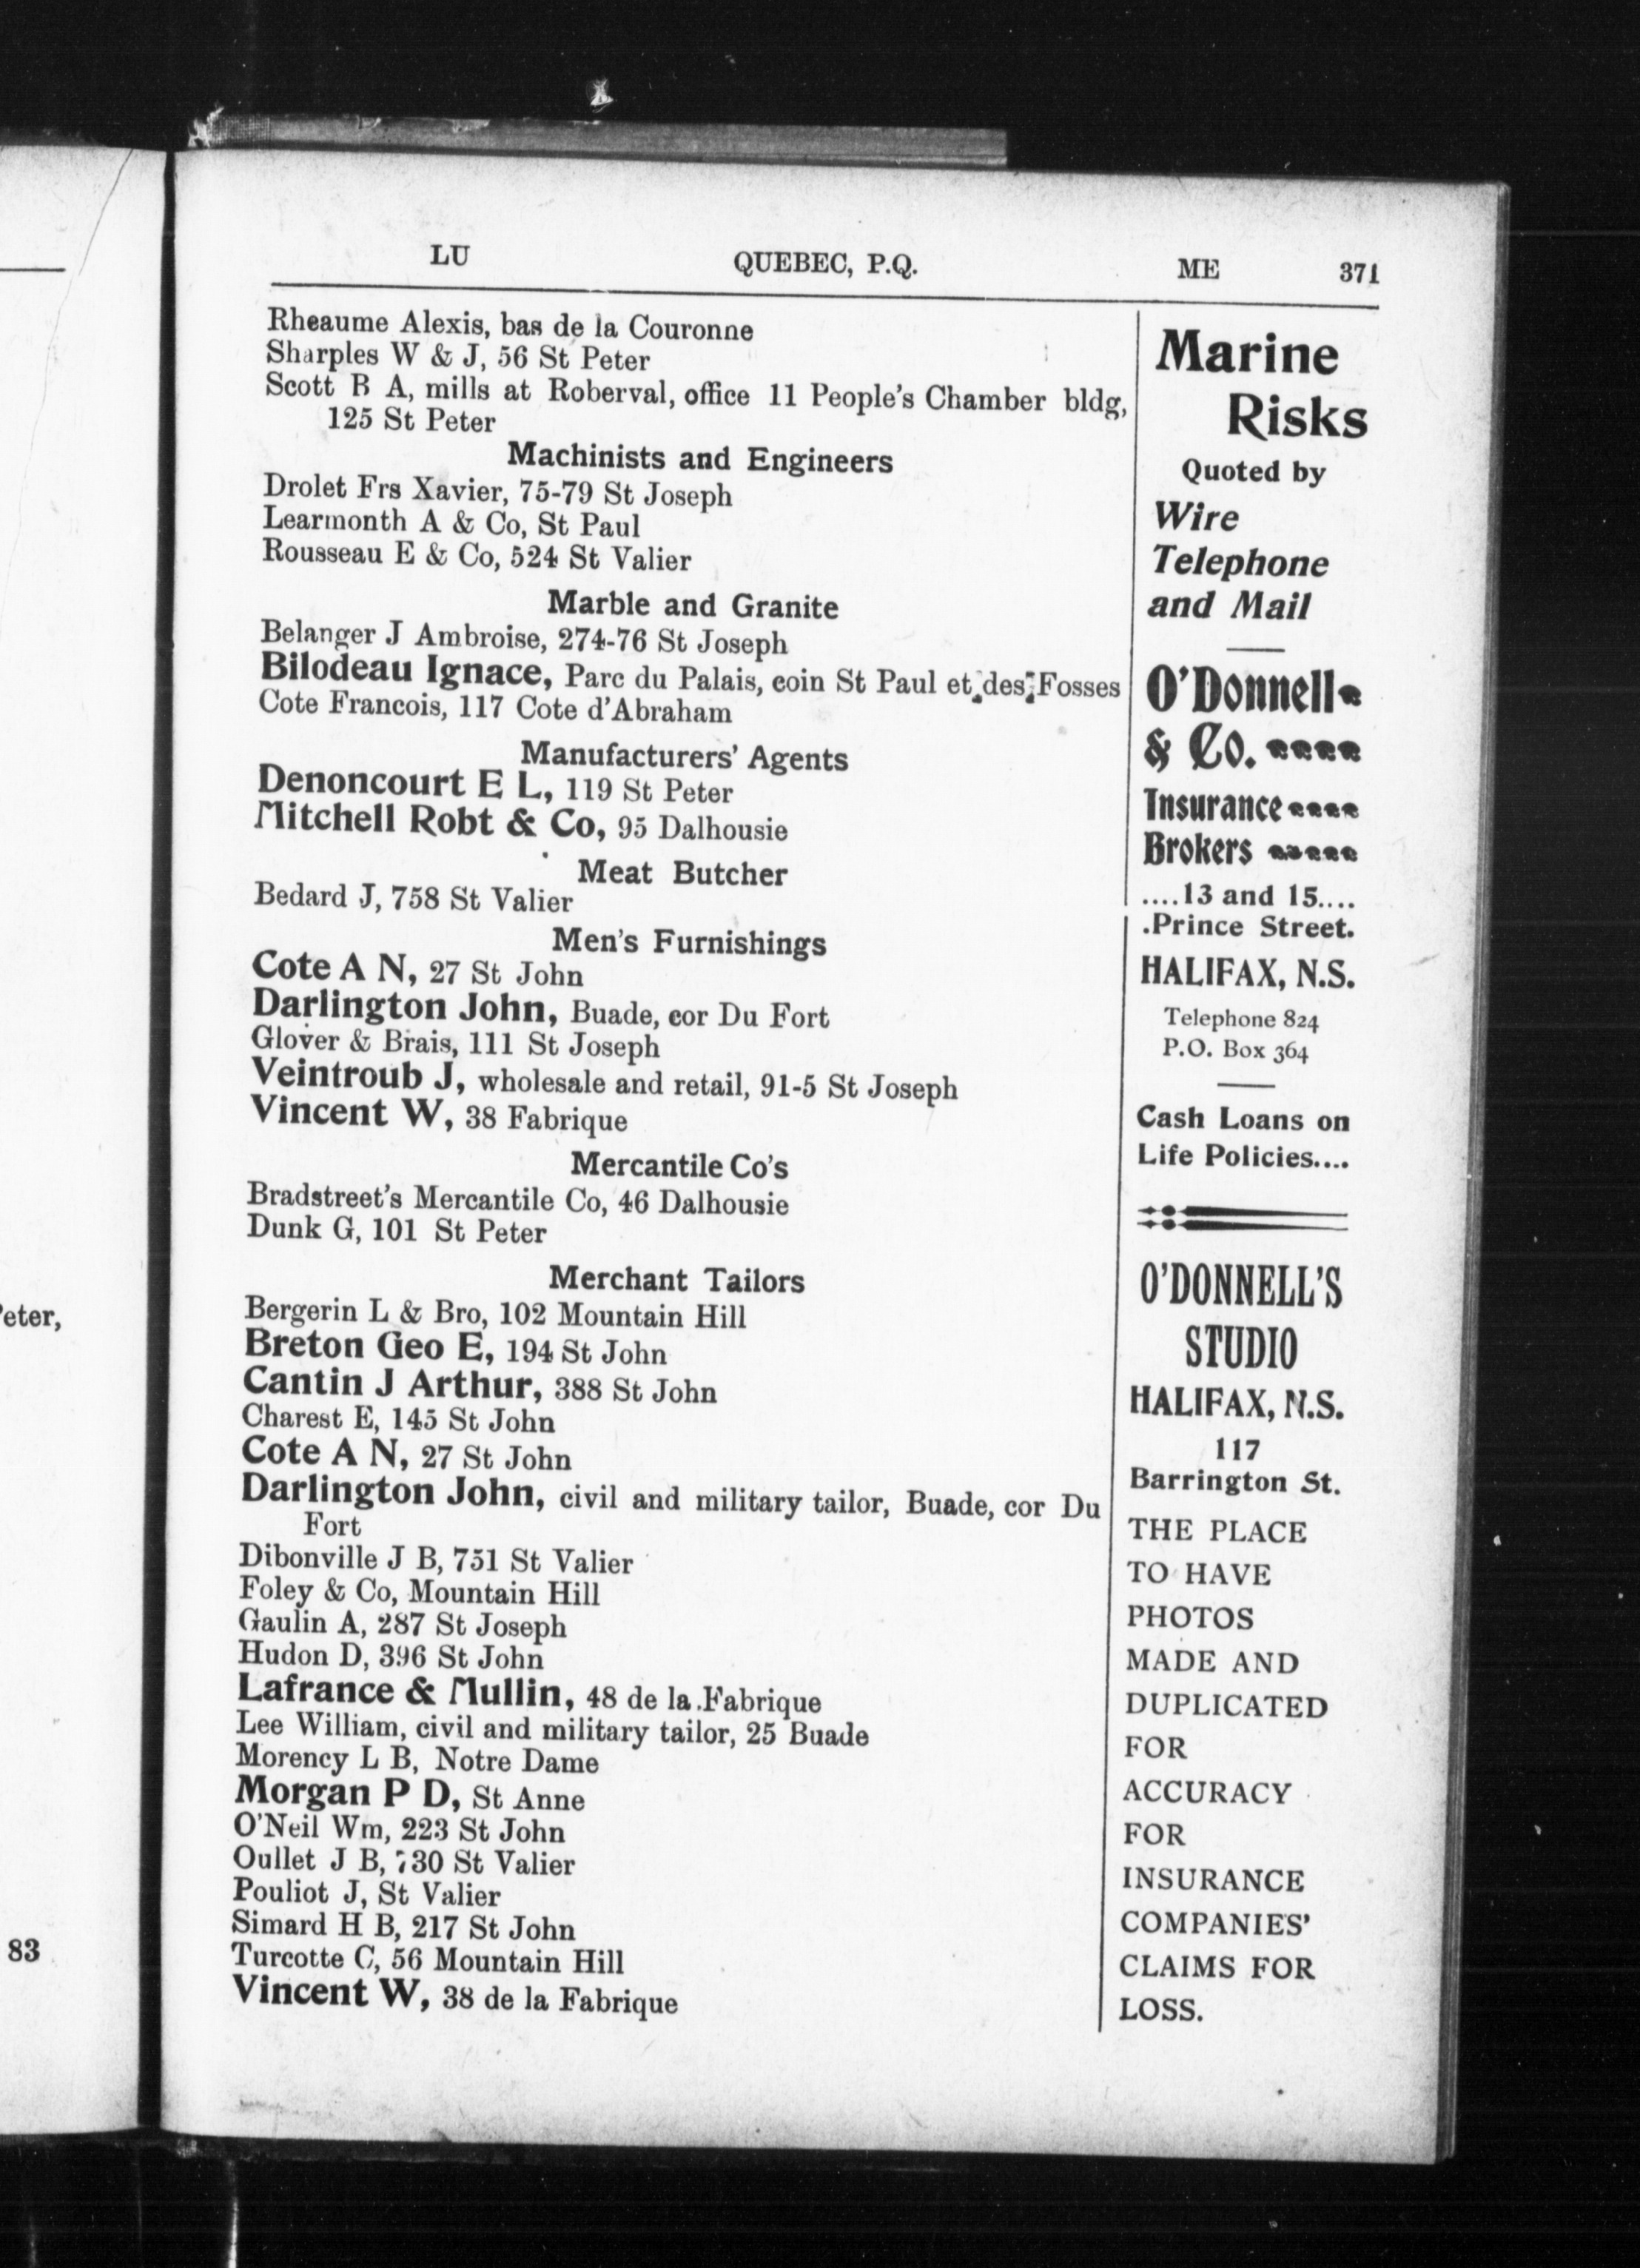 eter,
83
LU QUEBEC, P.Q. ME 371
Rheaume Alexis, bas de la Couronne
Sharples W & J, 56 St Peter
Scott B A, mills at Roberval, office 11 People's Chamber bldg,
125 St Peter
Machinists and Engineers
Drolet Frs Xavier, 75-79 St Joseph
Learmonth A & Co, St Paul
Rousseau E & Co, 524 St Valier
Marble and Granite
Belanger J Ambroise, 274-76 St Joseph
Bilodeau Ignace, Parc du Palais, coin St Paul et des Fosses
Cote Francois, 117 Cote d'Abraham
Manufacturers' Agents
Denoncourt E L, 119 St Peter
Mitchell Robt & Co, 95 Dalhousie
Meat Butcher
Bedard J, 758 St Valier
Men's Furnishings
Cote A N, 27 St John
Darlington John, Buade, cor Du Fort
Glover & Brais, 111 St Joseph
Veintroub J, wholesale and retail, 91-5 St Joseph
Vincent W, 38 Fabrique
Mercantile Co's
Bradstreet's Mercantile Co, 46 Dalhousie
Dunk G, 101 St Peter
Merchant Tailors
Bergerin L & Bro, 102 Mountain Hill
Breton Geo E, 194 St John
Cantin J Arthur, 388 St John
Charest E, 145 St John
Cote A N, 27 St John
Darlington John, civil and military tailor, Buade, cor Du
Fort
Dibonville J B, 751 St Valier
Foley & Co, Mountain Hill
Gaulin A, 287 St Joseph
Hudon D, 396 St John
Lafrance & Mullin, 48 de la Fabrique
Lee William, civil and military tailor, 25 Buade
Morency L B, Notre Dame
Morgan P D, St Anne
O'Neil Wm, 223 St John
Oullet J B, 730 St Valier
Pouliot J, St Valier
Simard H B, 217 St John
Turcotte C, 56 Mountain Hill
Vincent W, 38 de la Fabrique
Marine
Risks
Quoted by
Wire
Telephone
and Mail
O'Donnell
& Co.
Insurance
Brokers
....13 and 15....
.Prince Street.
HALIFAX, N.S.
Telephone 824
P.O. Box 364
Cash Loans on
Life Policies....
O'DONNELL'S
STUDIO
HALIFAX, N.S.
117
Barrington St.
THE PLACE
TO HAVE
PHOTOS
MADE AND
DUPLICATED
FOR
ACCURACY
FOR
INSURANCE
COMPANIES'
CLAIMS FOR
LOSS.